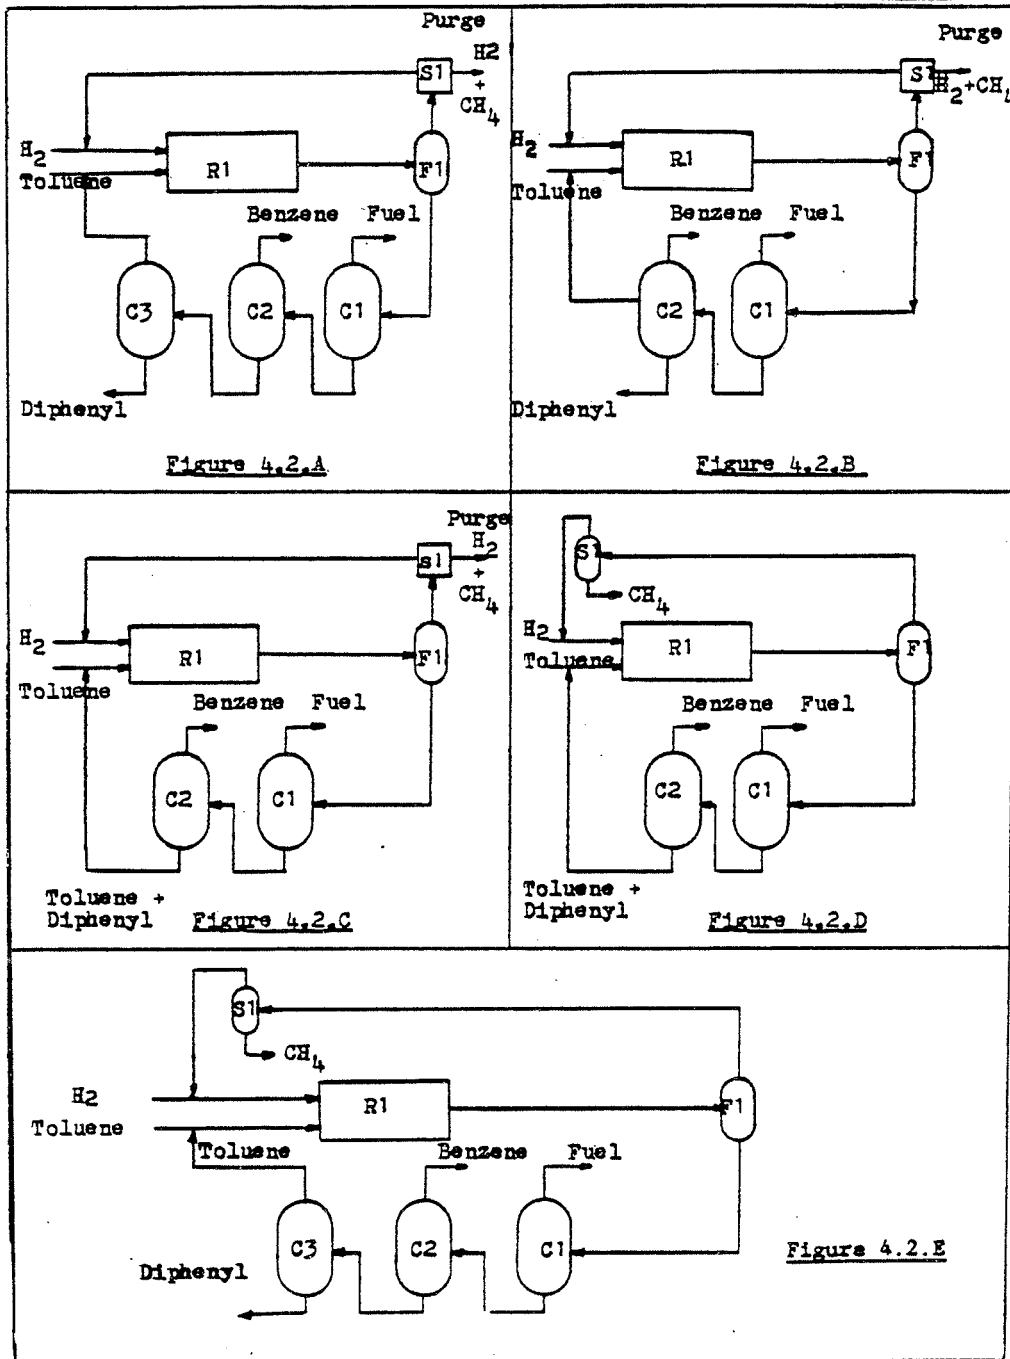 Purge
H2
+
CH4
S1
H2
Toluene
R1
F1
Benzene
Fuel
C3
C2
C1
Diphenyl
Figure 4.2.A
Purge
S1
H2+CH4
H2
Toluene
R1
F1
Benzene
Fuel
C2
C1
Diphenyl
Figure 4.2.B
Purge
H2
+
CH4
S1
H2
Toluene
R1
F1
Benzene
Fuel
C2
C1
Toluene +
Diphenyl
Figure 4.2.C
S1
CH4
H2
Toluene
R1
F1
Benzene
Fuel
C2
C1
Toluene +
Diphenyl
Figure 4.2.D
S1
CH4
H2
Toluene
R1
F1
Toluene
Benzene
Fuel
C3
C2
C1
Diphenyl
Figure 4.2.E